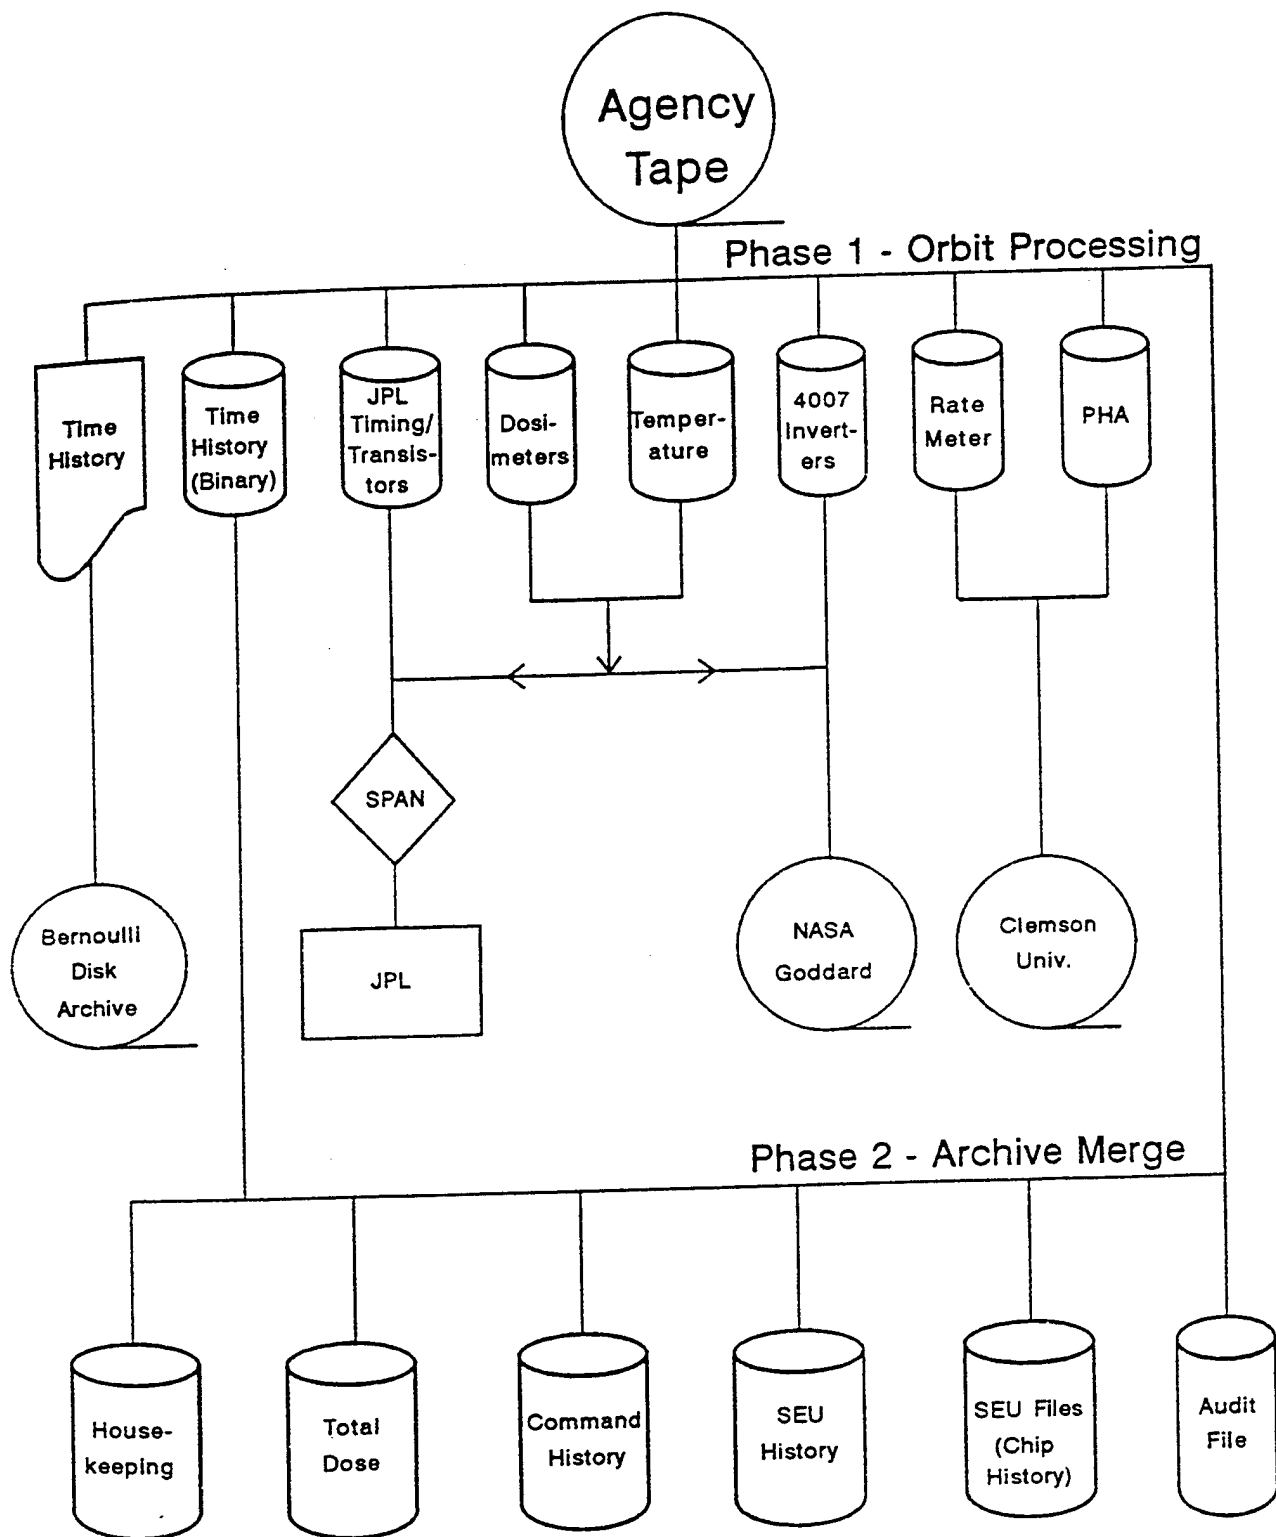 Agency
Tape
Phase 1 - Orbit Processing
Time
History
Time
History
(Binary)
JPL
Timing/
Transis-
tors
Dosi-
meters
Temper-
ature
4007
Invert-
ers
Rate
Meter
PHA
SPAN
Bernoulli
Disk
Archive
JPL
NASA
Goddard
Clemson
Univ.
Phase 2 - Archive Merge
House-
keeping
Total
Dose
Command
History
SEU
History
SEU Files
(Chip
History)
Audit
File